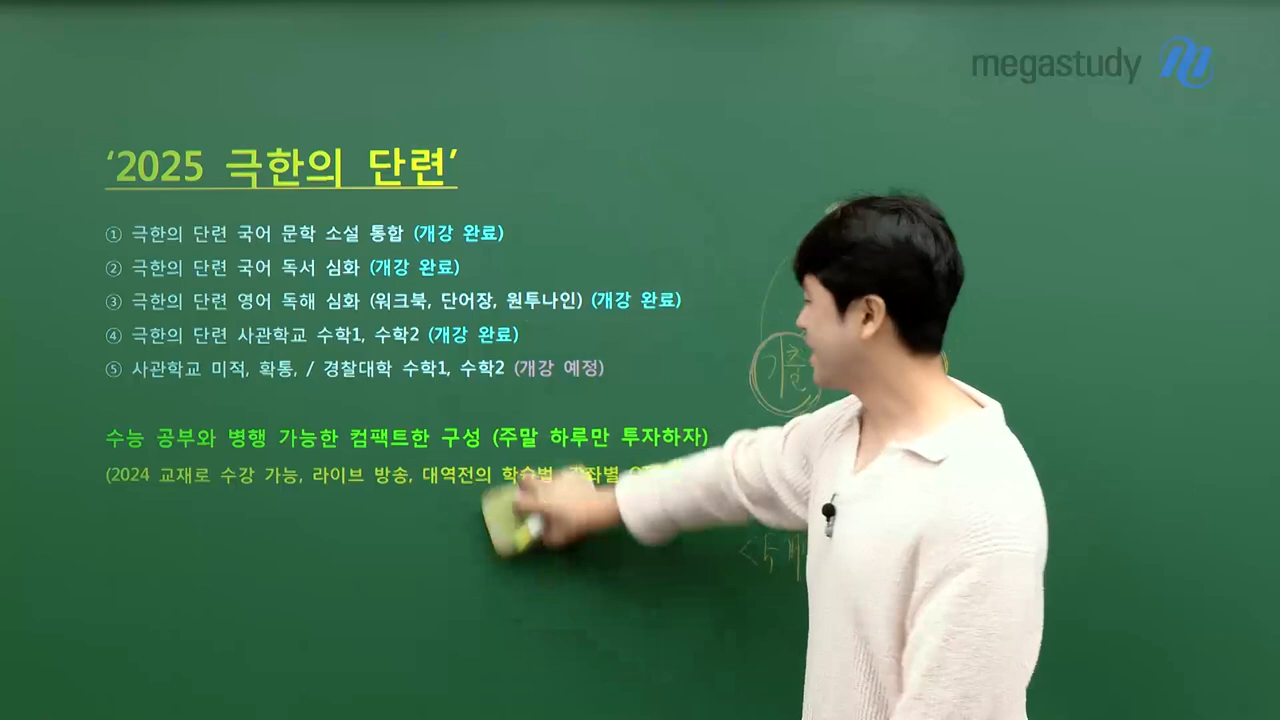 megastudy
‘2025 극한의 단련’
① 극한의 단련 국어 문학 소설 통합 (개강 완료)
② 극한의 단련 국어 독서 심화 (개강 완료)
③ 극한의 단련 영어 독해 심화 (워크북, 단어장, 원투나인) (개강 완료)
④ 극한의 단련 사관학교 수학1, 수학2 (개강 완료)
⑤ 사관학교 미적, 확통, / 경찰대학 수학1, 수학2 (개강 예정)
기출
수능 공부와 병행 가능한 컴팩트한 구성 (주말 하루만 투자하자)
(2024 교재로 수강 가능, 라이브 방송, 대역전의 학습법,